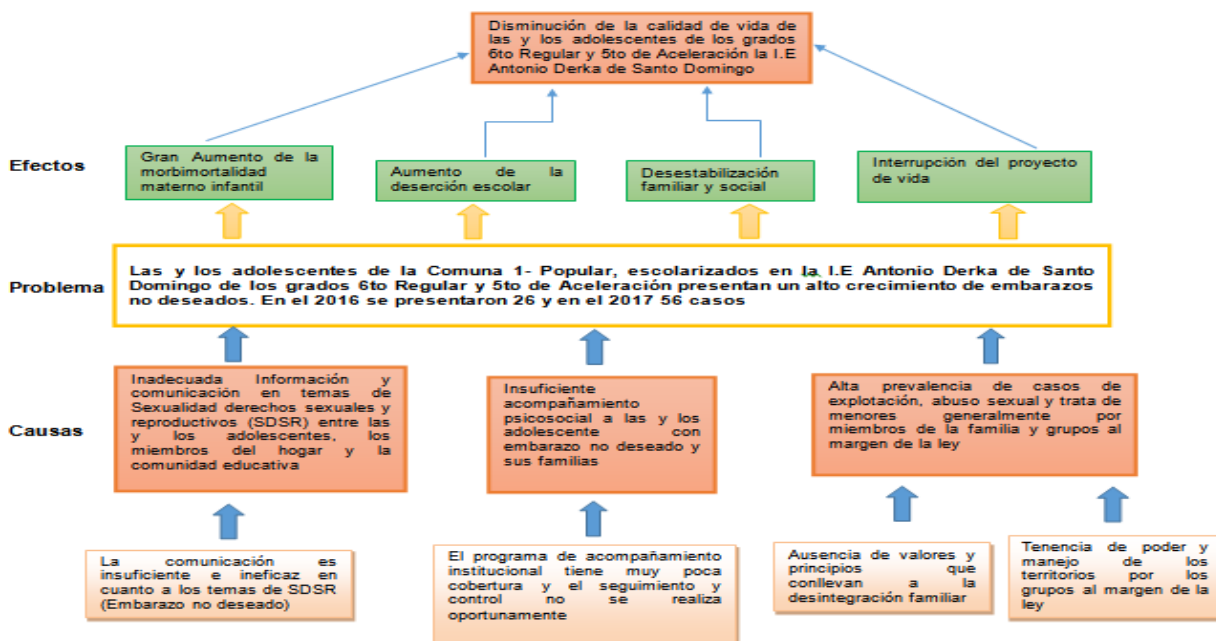 Disminución de la calidad de vida de
las y los adolescentes de los grados
6to Regular y 5to de Aceleración la I.E
Antonio Derka de Santo Domingo
Efectos
Gran Aumento de la
morbimortalidad
materno infantil
Aumento de la
deserción escolar
Desestabilización
familiar y social
Interrupción del proyecto
de vida
Problema
Las y los adolescentes de la Comuna 1- Popular, escolarizados en la I.E Antonio Derka de Santo
Domingo de los grados 6to Regular y 5to de Aceleración presentan un alto crecimiento de embarazos
no deseados. En el 2016 se presentaron 26 y en el 2017 56 casos
Causas
Inadecuada Información y
comunicación en temas de
Sexualidad derechos sexuales y
reproductivos (SDSR) entre las
y los adolescentes, los
miembros del hogar y la
comunidad educativa
Insuficiente
acompañamiento
psicosocial a las y los
adolescente con
embarazo no deseado y
sus familias
Alta prevalencia de casos de
explotación, abuso sexual y trata de
menores generalmente por
miembros de la familia y grupos al
margen de la ley
La comunicación es
insuficiente e ineficaz en
cuanto a los temas de SDSR
(Embarazo no deseado)
El programa de acompañamiento
institucional tiene muy poca
cobertura y el seguimiento y
control no se realiza
oportunamente
Ausencia de valores y
principios que
conllevan a la
desintegración familiar
Tenencia de poder y
manejo de los
territorios por los
grupos al margen de la
ley